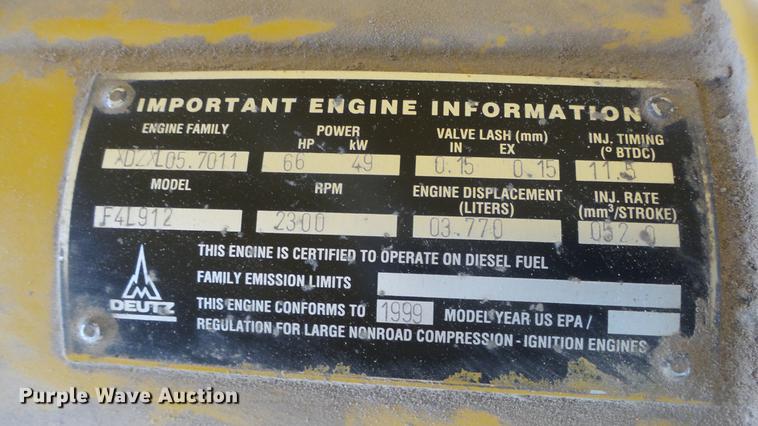 IMPORTANT ENGINE INFORMATION
ENGINE FAMILY POWER VALVE LASH (mm) INJ. TIMING
HP kW IN EX (° BTDC)
XDZXL05.7011 66 49 0.15 0.15 11.5
MODEL RPM ENGINE DISPLACEMENT INJ. RATE
(LITERS) (mm³/STROKE)
F4L912 2300 03.770 052.0
THIS ENGINE IS CERTIFIED TO OPERATE ON DIESEL FUEL
FAMILY EMISSION LIMITS
THIS ENGINE CONFORMS TO 1999 MODEL YEAR US EPA /
REGULATION FOR LARGE NONROAD COMPRESSION - IGNITION ENGINES
DEUTZ
Purple Wave Auction